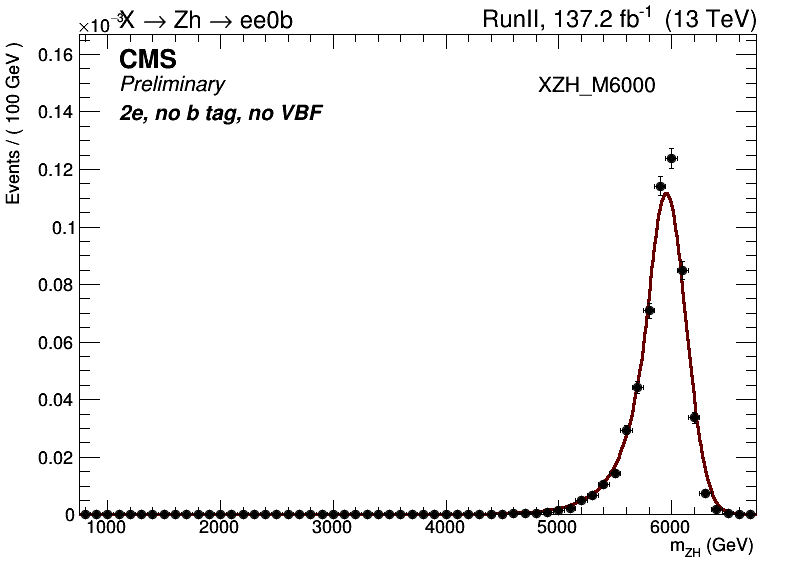 ×10⁻³X → Zh → ee0b RunII, 137.2 fb⁻¹ (13 TeV)
CMS
Preliminary
XZH_M6000
2e, no b tag, no VBF
Events / ( 100 GeV )
0.16
0.14
0.12
0.1
0.08
0.06
0.04
0.02
0
1000 2000 3000 4000 5000 6000
m_ZH (GeV)